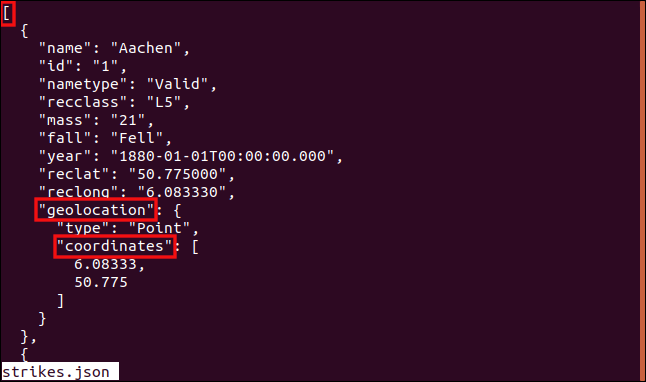 [
  {
    "name": "Aachen",
    "id": "1",
    "nametype": "Valid",
    "recclass": "L5",
    "mass": "21",
    "fall": "Fell",
    "year": "1880-01-01T00:00:00.000",
    "reclat": "50.775000",
    "reclong": "6.083330",
    "geolocation": {
      "type": "Point",
      "coordinates": [
        6.08333,
        50.775
      ]
    }
  },
  {
strikes.json